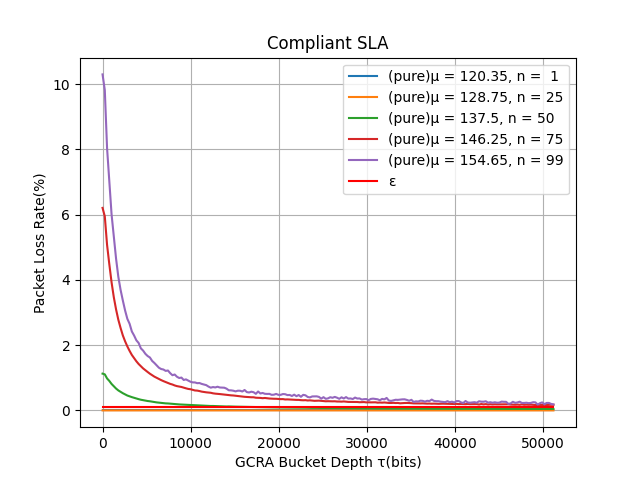 Compliant SLA
(pure)μ = 120.35, n =  1
(pure)μ = 128.75, n = 25
(pure)μ = 137.5, n = 50
(pure)μ = 146.25, n = 75
(pure)μ = 154.65, n = 99
ε
Packet Loss Rate(%)
10
8
6
4
2
0
0 10000 20000 30000 40000 50000
GCRA Bucket Depth τ(bits)